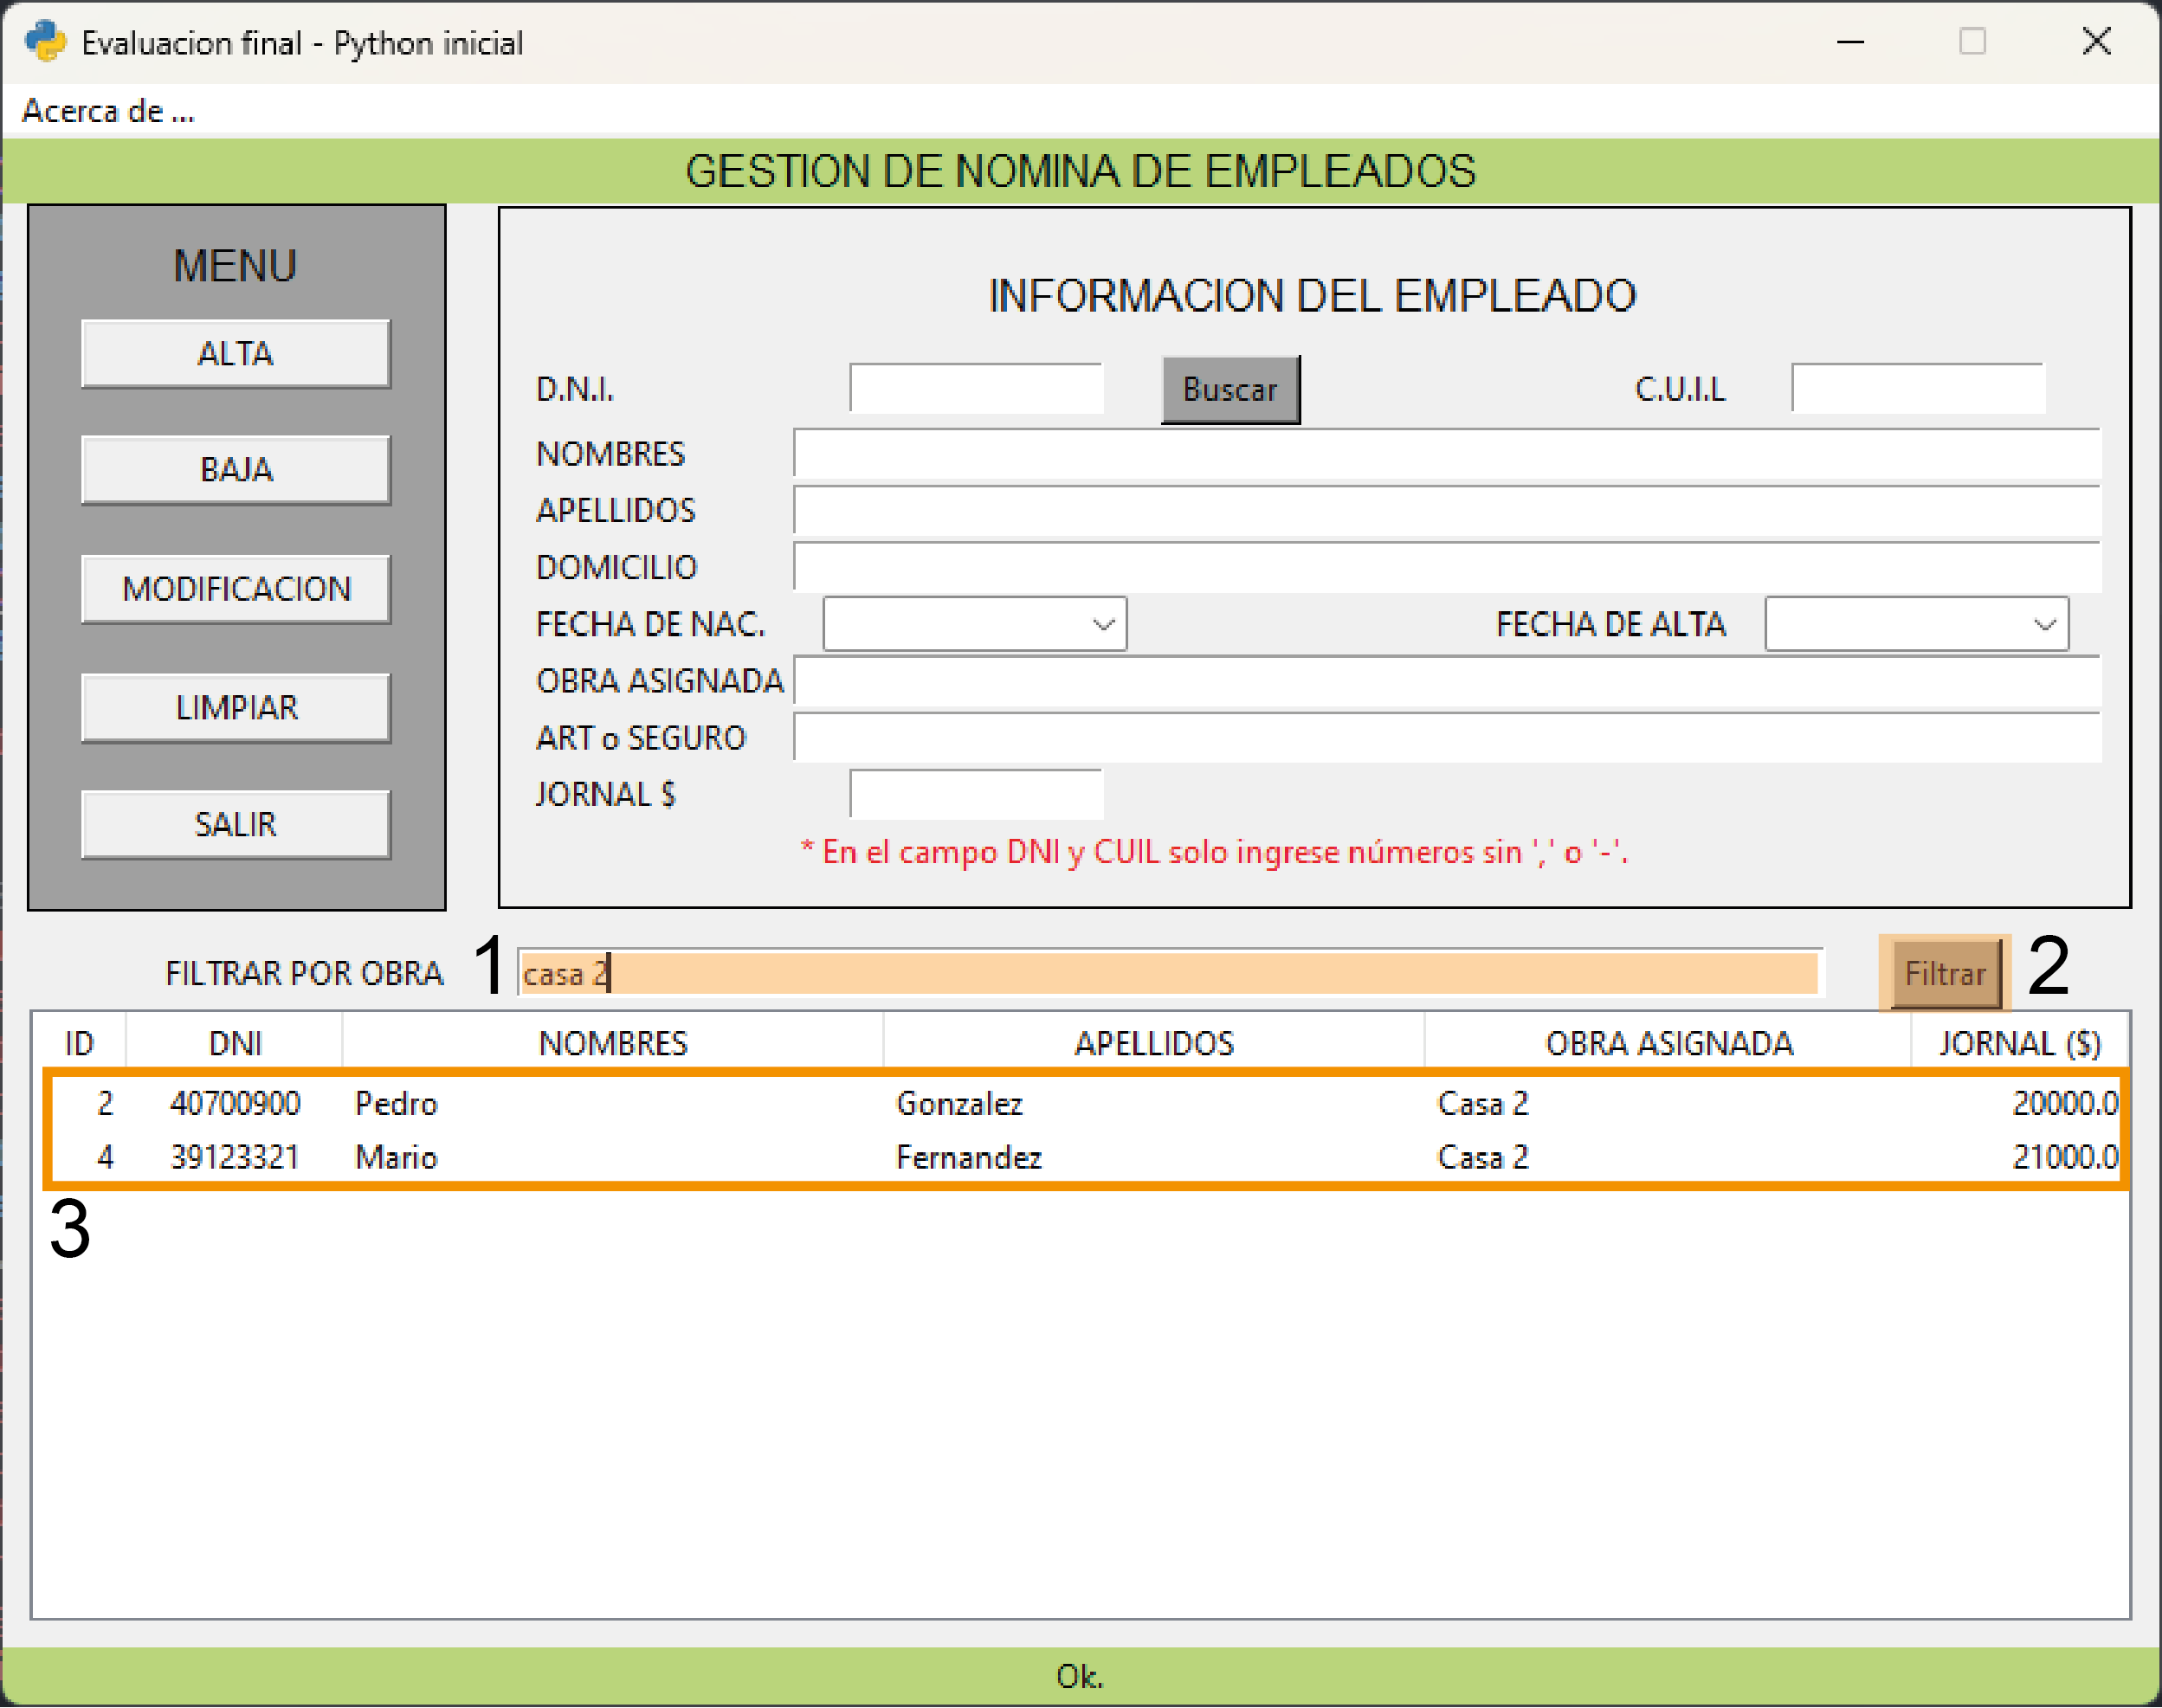 Evaluacion final - Python inicial
Acerca de ...
GESTION DE NOMINA DE EMPLEADOS
MENU
ALTA
BAJA
MODIFICACION
LIMPIAR
SALIR
INFORMACION DEL EMPLEADO
D.N.I. Buscar C.U.I.L
NOMBRES
APELLIDOS
DOMICILIO
FECHA DE NAC. FECHA DE ALTA
OBRA ASIGNADA
ART o SEGURO
JORNAL $
* En el campo DNI y CUIL solo ingrese números sin ',' o '-'.
FILTRAR POR OBRA 1 casa 2 Filtrar 2
ID DNI NOMBRES APELLIDOS OBRA ASIGNADA JORNAL ($)
2 40700900 Pedro Gonzalez Casa 2 20000.0
4 39123321 Mario Fernandez Casa 2 21000.0
3
Ok.